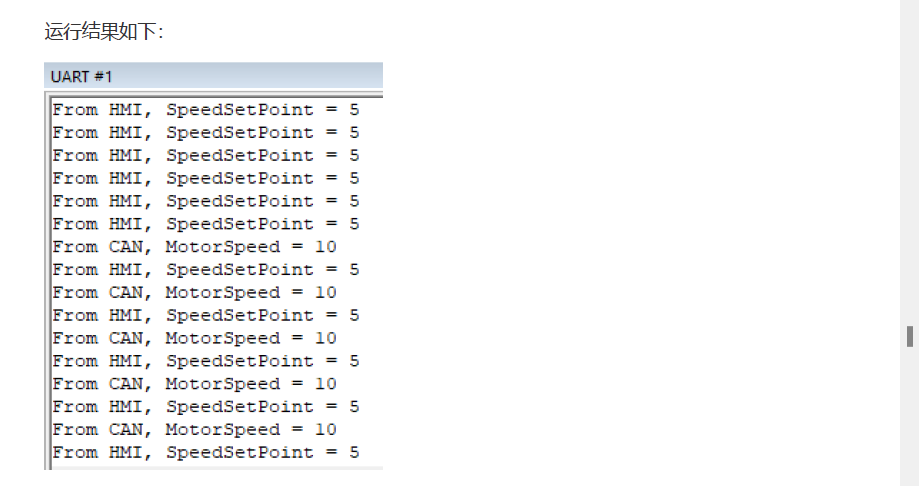 运行结果如下：
UART #1
From HMI, SpeedSetPoint = 5
From HMI, SpeedSetPoint = 5
From HMI, SpeedSetPoint = 5
From HMI, SpeedSetPoint = 5
From HMI, SpeedSetPoint = 5
From HMI, SpeedSetPoint = 5
From CAN, MotorSpeed = 10
From HMI, SpeedSetPoint = 5
From CAN, MotorSpeed = 10
From HMI, SpeedSetPoint = 5
From CAN, MotorSpeed = 10
From HMI, SpeedSetPoint = 5
From CAN, MotorSpeed = 10
From HMI, SpeedSetPoint = 5
From CAN, MotorSpeed = 10
From HMI, SpeedSetPoint = 5